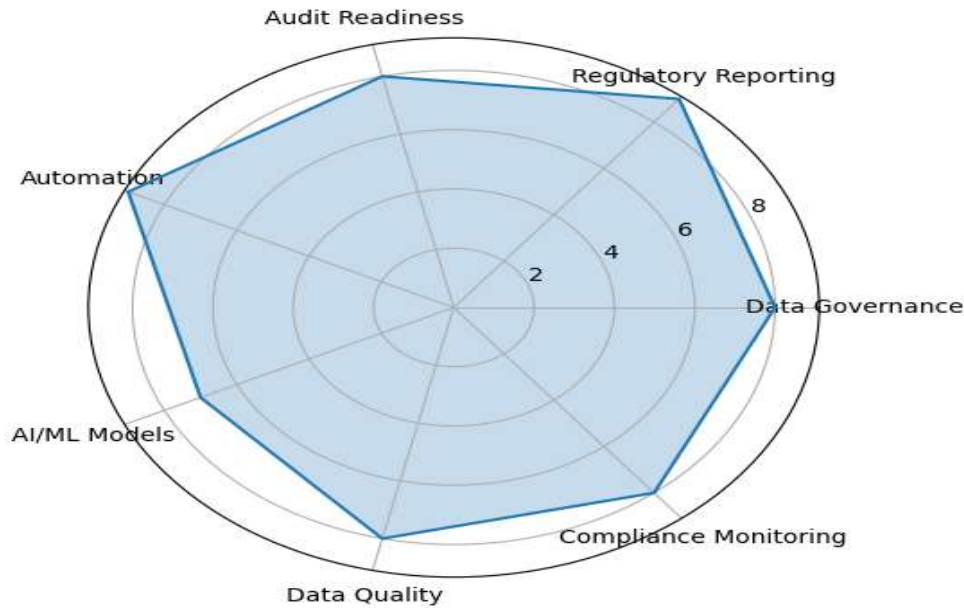 Audit Readiness
Regulatory Reporting
Automation
8
6
4
2
Data Governance
AI/ML Models
Compliance Monitoring
Data Quality